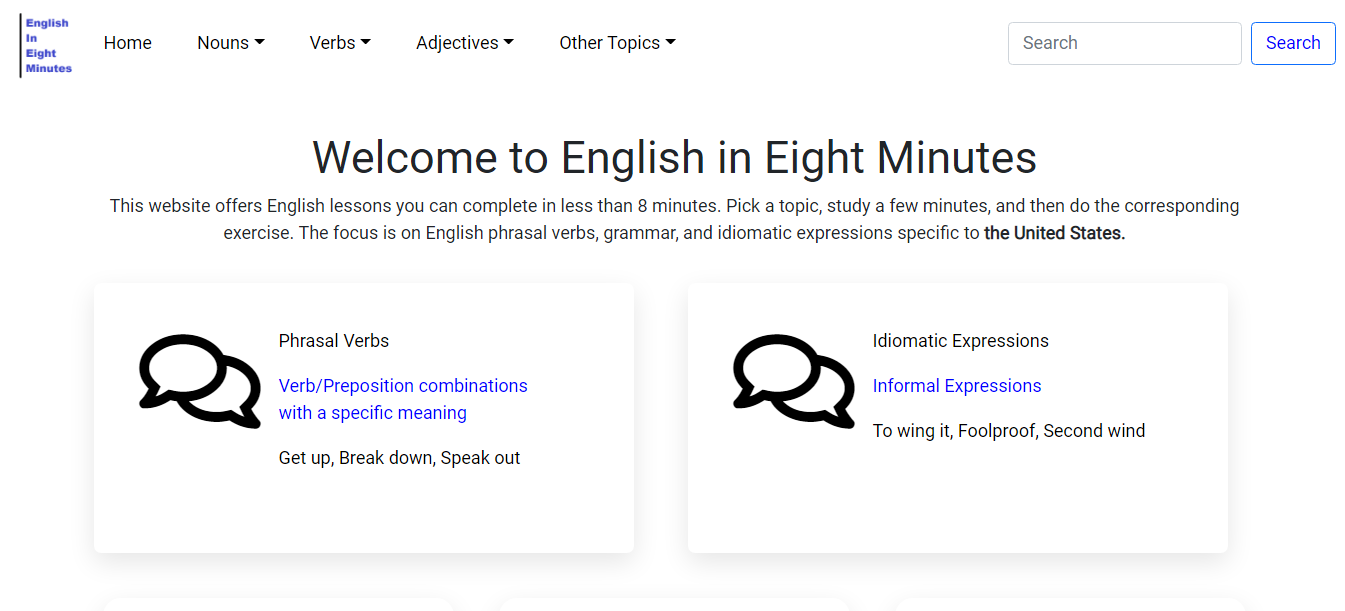 English
In
Eight
Minutes
Home
Nouns
Verbs
Adjectives
Other Topics
Search
Search
Welcome to English in Eight Minutes
This website offers English lessons you can complete in less than 8 minutes. Pick a topic, study a few minutes, and then do the corresponding
exercise. The focus is on English phrasal verbs, grammar, and idiomatic expressions specific to the United States.
Phrasal Verbs
Verb/Preposition combinations
with a specific meaning
Get up, Break down, Speak out
Idiomatic Expressions
Informal Expressions
To wing it, Foolproof, Second wind